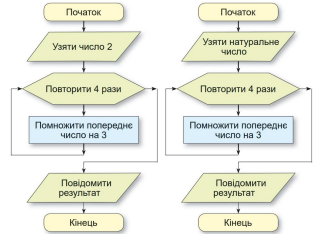 Початок
Узяти число 2
Повторити 4 рази
Помножити попереднє
число на 3
Повідомити
результат
Кінець
Початок
Узяти натуральне
число
Повторити 4 рази
Помножити попереднє
число на 3
Повідомити
результат
Кінець